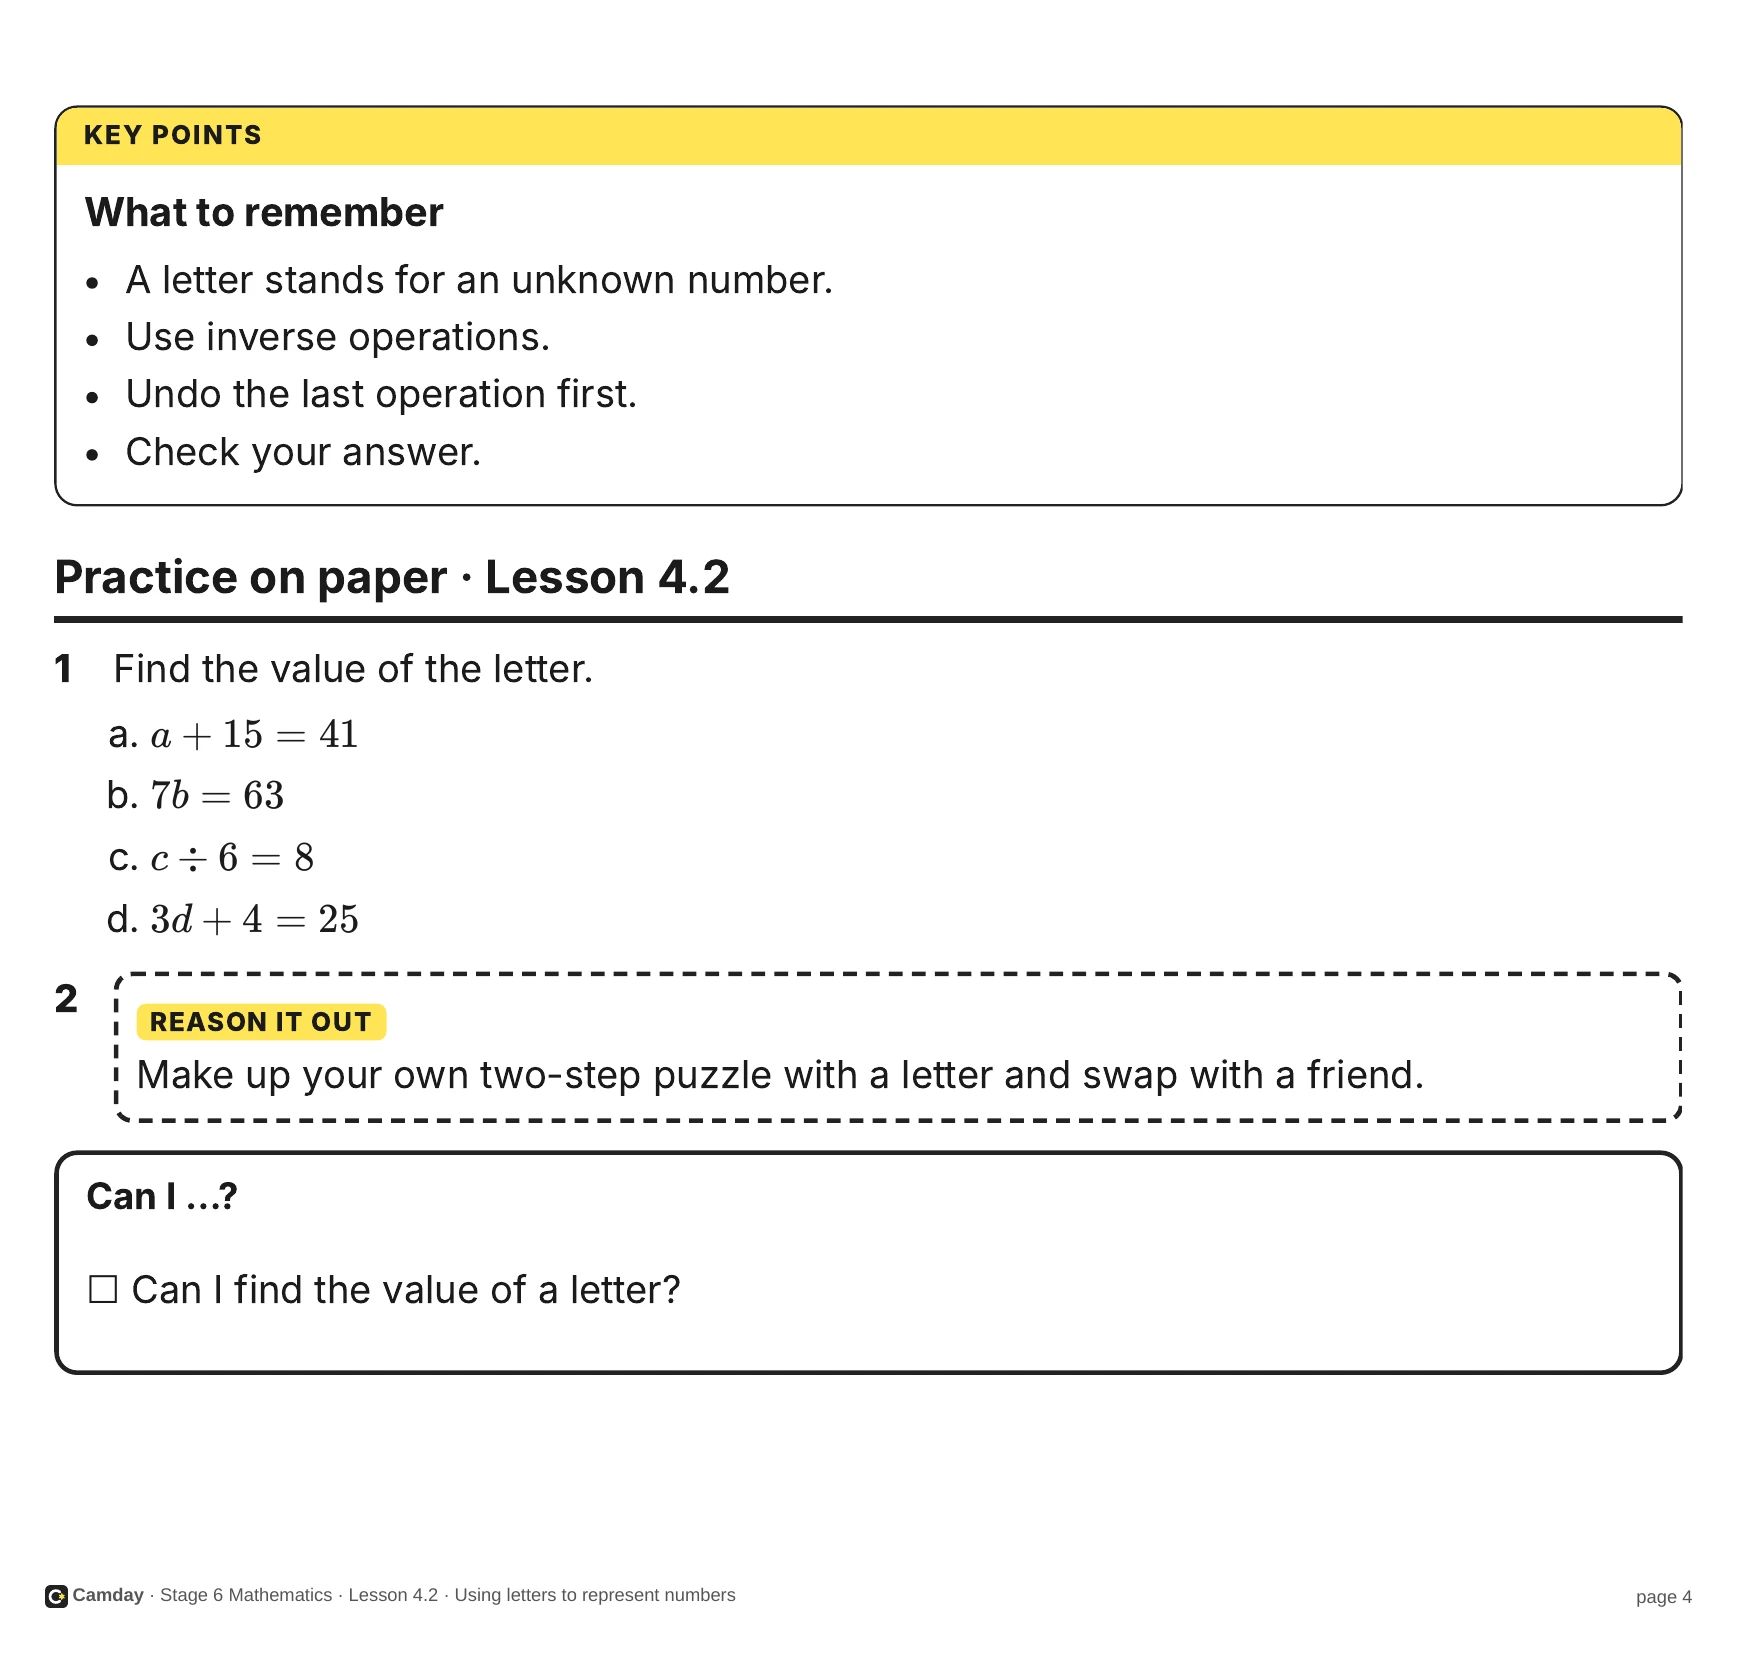 KEY POINTS
What to remember
• A letter stands for an unknown number.
• Use inverse operations.
• Undo the last operation first.
• Check your answer.
Practice on paper · Lesson 4.2
1 Find the value of the letter.
a. a + 15 = 41
b. 7b = 63
c. c ÷ 6 = 8
d. 3d + 4 = 25
2
REASON IT OUT
Make up your own two-step puzzle with a letter and swap with a friend.
Can I ...?
☐ Can I find the value of a letter?
Camday · Stage 6 Mathematics · Lesson 4.2 · Using letters to represent numbers page 4